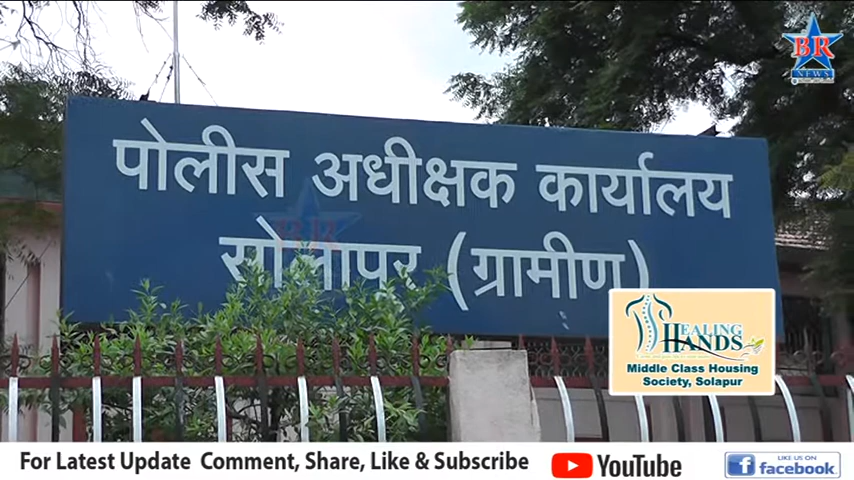 BR
NEWS
पोलीस अधीक्षक कार्यालय
सोलापूर (ग्रामीण)
HEALING
HANDS
Middle Class Housing
Society, Solapur
For Latest Update Comment, Share, Like & Subscribe
YouTube
LIKE US ON
facebook